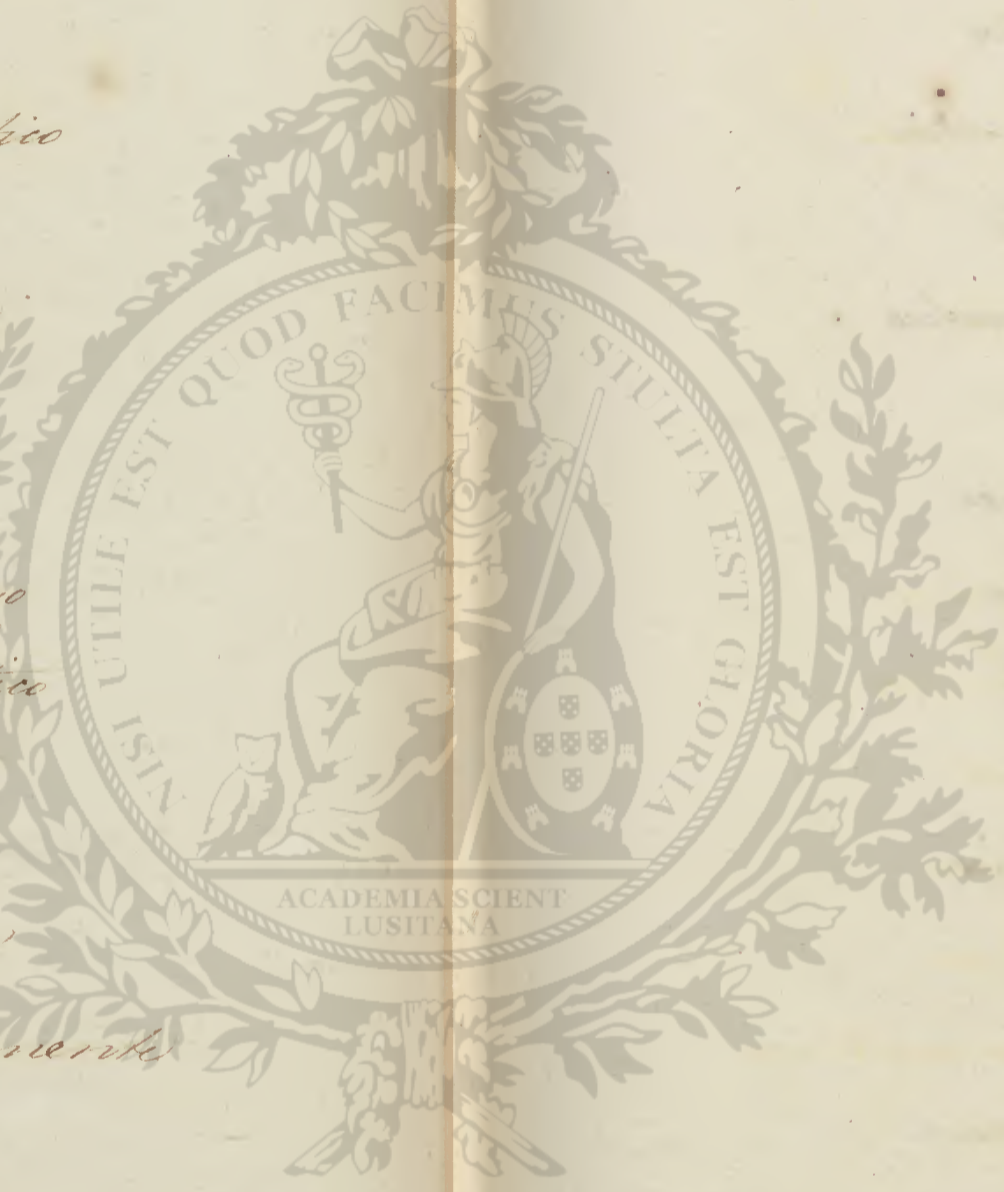 NISI UTILE EST QUOD FACIMUS STULTA EST GLORIA
ACADEMIA SCIENT
LUSITANA